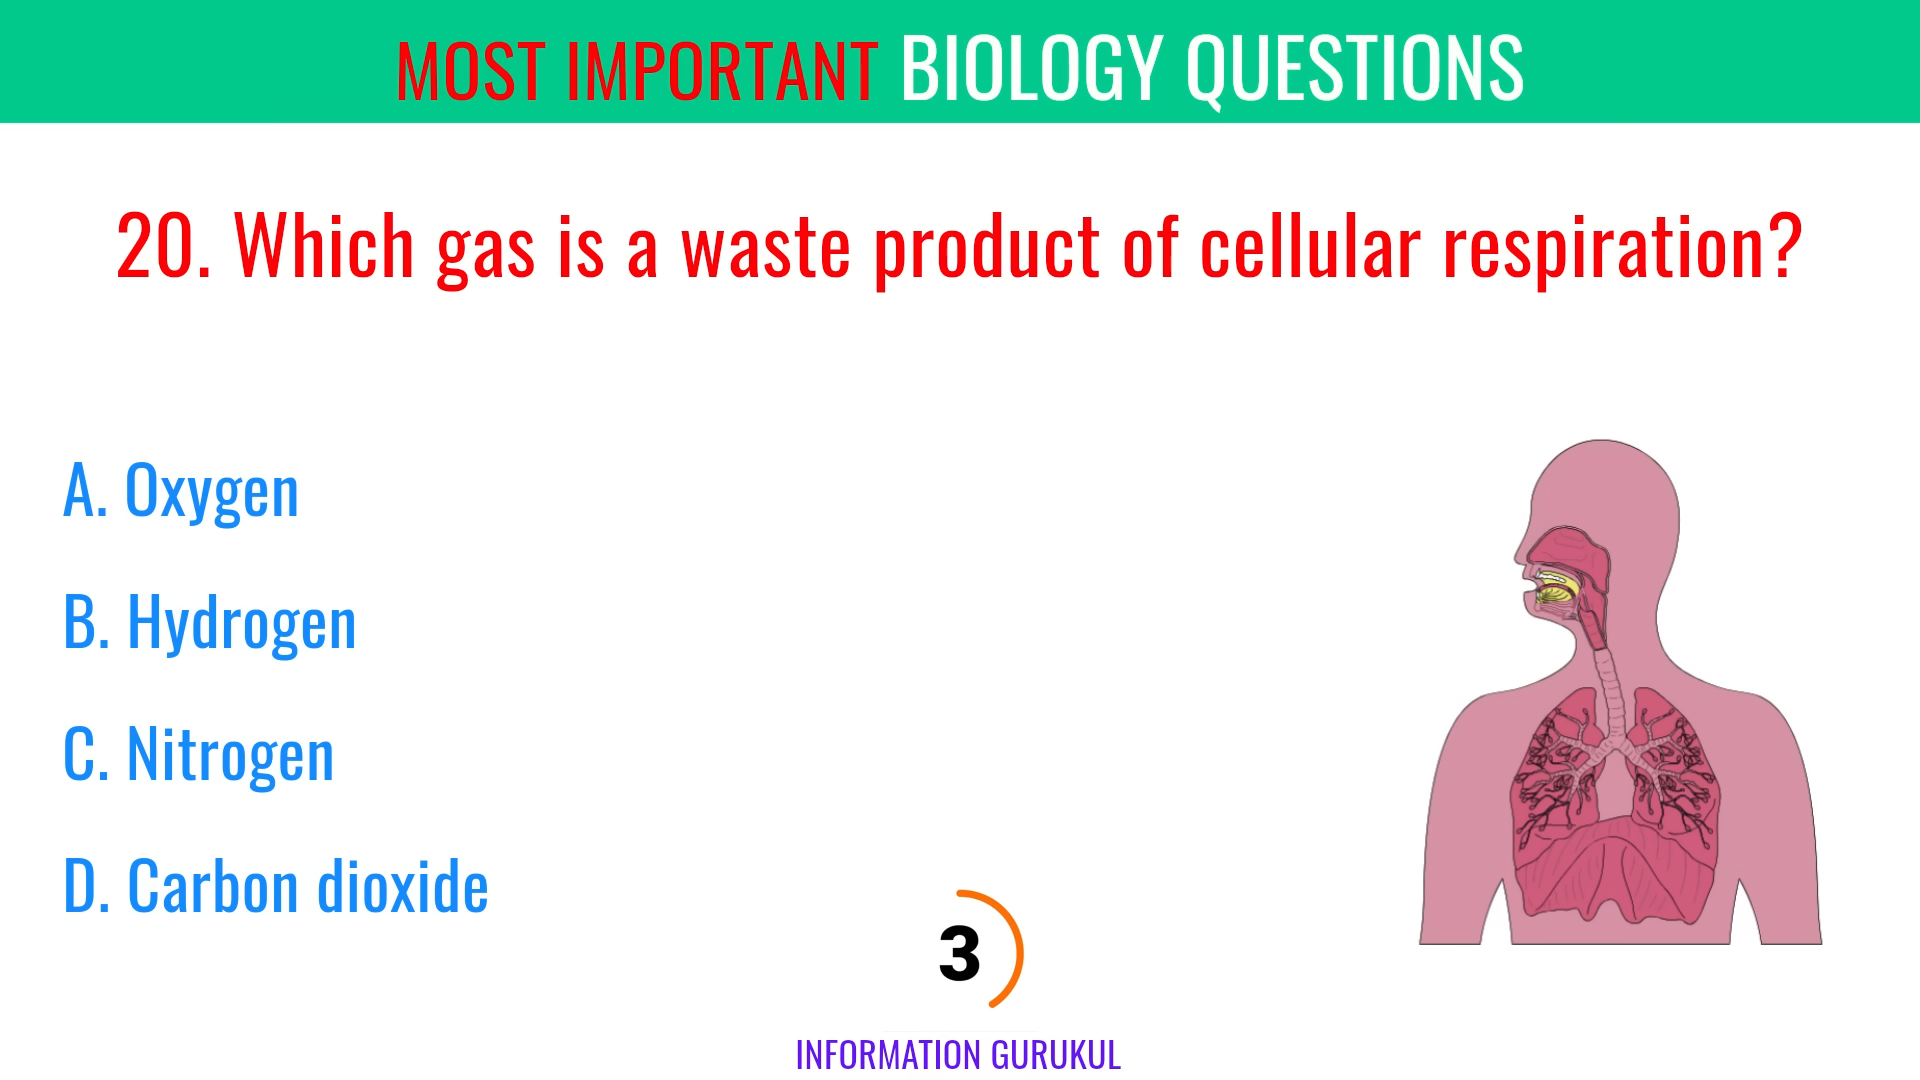 MOST IMPORTANT BIOLOGY QUESTIONS
20. Which gas is a waste product of cellular respiration?
A. Oxygen
B. Hydrogen
C. Nitrogen
D. Carbon dioxide
3
INFORMATION GURUKUL